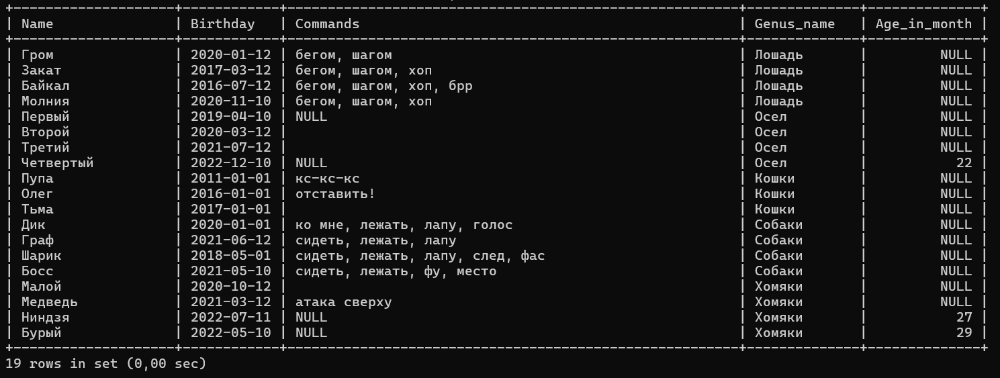 +---------------------+------------+--------------------------------------------------------+--------------+--------------+
| Name                | Birthday   | Commands                                               | Genus_name   | Age_in_month |
+---------------------+------------+--------------------------------------------------------+--------------+--------------+
| Гром                | 2020-01-12 | бегом, шагом                                           | Лошадь       |         NULL |
| Закат               | 2017-03-12 | бегом, шагом, хоп                                      | Лошадь       |         NULL |
| Байкал              | 2016-07-12 | бегом, шагом, хоп, брр                                 | Лошадь       |         NULL |
| Молния              | 2020-11-10 | бегом, шагом, хоп                                      | Лошадь       |         NULL |
| Первый              | 2019-04-10 | NULL                                                   | Осел         |         NULL |
| Второй              | 2020-03-12 |                                                        | Осел         |         NULL |
| Третий              | 2021-07-12 |                                                        | Осел         |         NULL |
| Четвертый           | 2022-12-10 | NULL                                                   | Осел         |           22 |
| Пупа                | 2011-01-01 | кс-кс-кс                                               | Кошки        |         NULL |
| Олег                | 2016-01-01 | отставить!                                             | Кошки        |         NULL |
| Тьма                | 2017-01-01 |                                                        | Кошки        |         NULL |
| Дик                 | 2020-01-01 | ко мне, лежать, лапу, голос                            | Собаки       |         NULL |
| Граф                | 2021-06-12 | сидеть, лежать, лапу                                   | Собаки       |         NULL |
| Шарик               | 2018-05-01 | сидеть, лежать, лапу, след, фас                        | Собаки       |         NULL |
| Босс                | 2021-05-10 | сидеть, лежать, фу, место                              | Собаки       |         NULL |
| Малой               | 2020-10-12 |                                                        | Хомяки       |         NULL |
| Медведь             | 2021-03-12 | атака сверху                                           | Хомяки       |         NULL |
| Ниндзя              | 2022-07-11 | NULL                                                   | Хомяки       |           27 |
| Бурый               | 2022-05-10 | NULL                                                   | Хомяки       |           29 |
+---------------------+------------+--------------------------------------------------------+--------------+--------------+
19 rows in set (0,00 sec)